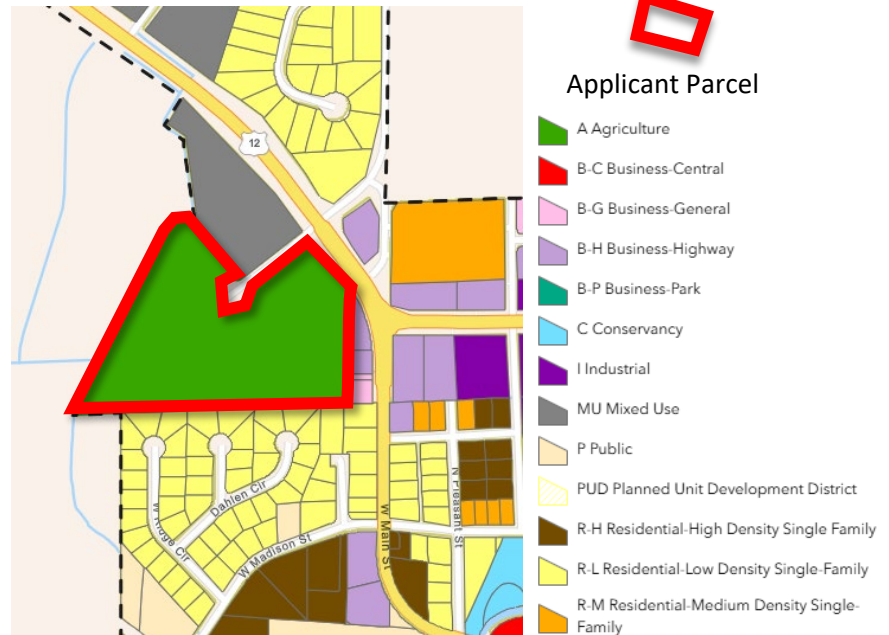 12
W Ridge Cir
Dahlen Cir
W Madison St
W Main St
N Pleasant St
Applicant Parcel
A Agriculture
B-C Business-Central
B-G Business-General
B-H Business-Highway
B-P Business-Park
C Conservancy
I Industrial
MU Mixed Use
P Public
PUD Planned Unit Development District
R-H Residential-High Density Single Family
R-L Residential-Low Density Single-Family
R-M Residential-Medium Density Single-
Family